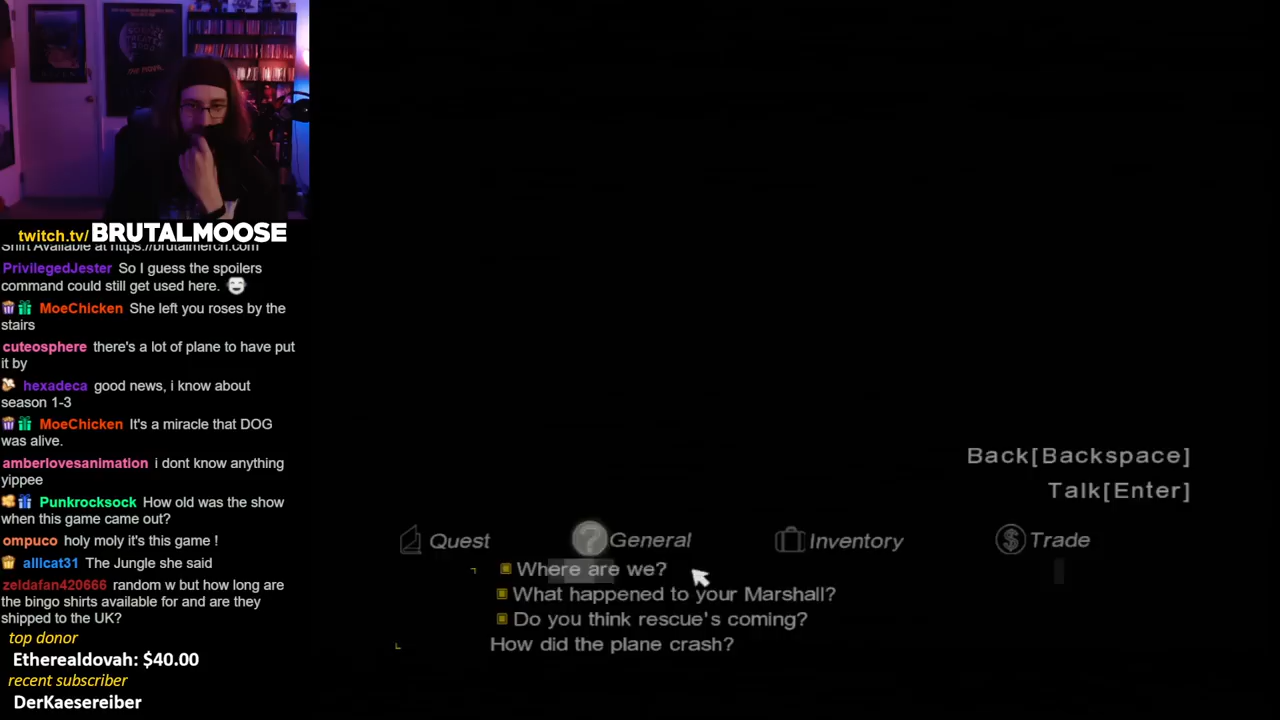 twitch.tv/BRUTALMOOSE
Shirt Available at https://brutalmerch.com
PrivilegedJester So I guess the spoilers
command could still get used here.
MoeChicken She left you roses by the
stairs
cuteosphere there's a lot of plane to have put
it by
hexadeca good news, i know about
season 1-3
MoeChicken It's a miracle that DOG
was alive.
amberlovesanimation i dont know anything
yippee
Punkrocksock How old was the show
when this game came out?
ompuco holy moly it's this game !
allicat31 The Jungle she said
zeldafan420666 random w but how long are
the bingo shirts available for and are they
shipped to the UK?
top donor
Etherealdovah: $40.00
recent subscriber
DerKaesereiber
Back[Backspace]
Talk[Enter]
Quest General Inventory Trade
Where are we?
What happened to your Marshall?
Do you think rescue's coming?
How did the plane crash?